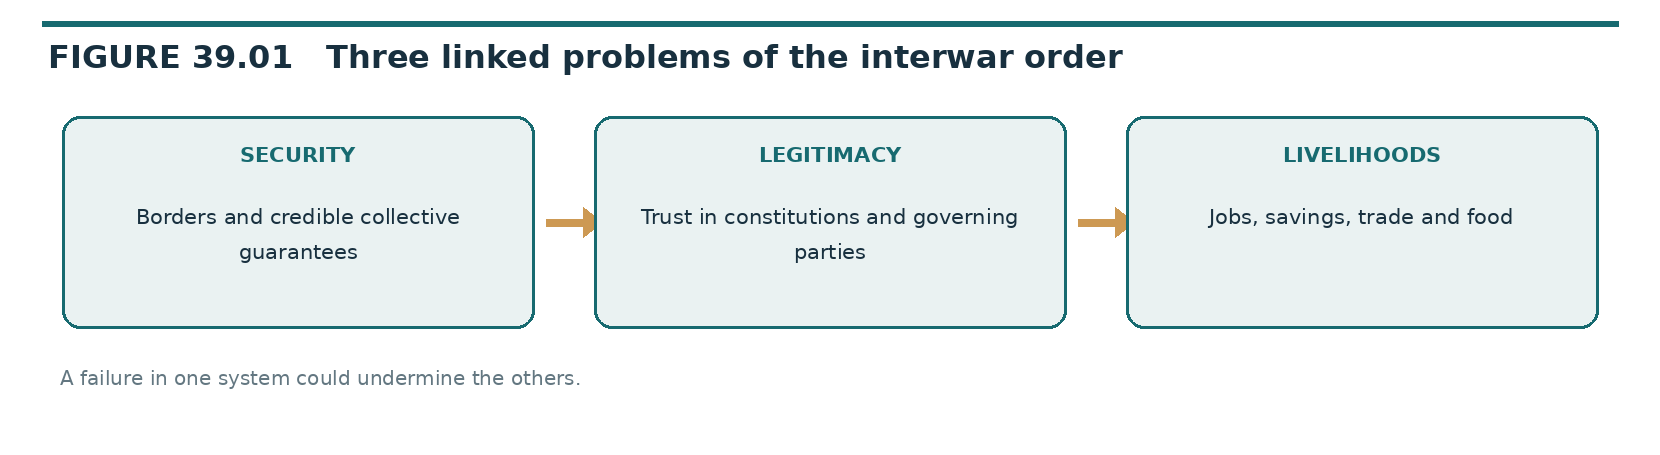 FIGURE 39.01 Three linked problems of the interwar order
SECURITY
Borders and credible collective
guarantees
LEGITIMACY
Trust in constitutions and governing
parties
LIVELIHOODS
Jobs, savings, trade and food
A failure in one system could undermine the others.